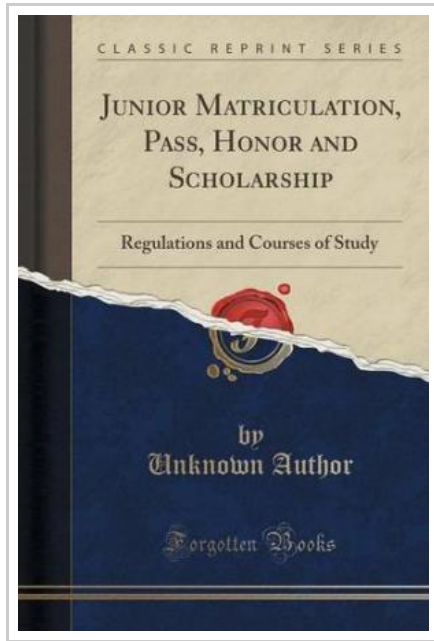 CLASSIC REPRINT SERIES
JUNIOR MATRICULATION,
PASS, HONOR AND
SCHOLARSHIP
Regulations and Courses of Study
by
Unknown Author
Forgotten Books